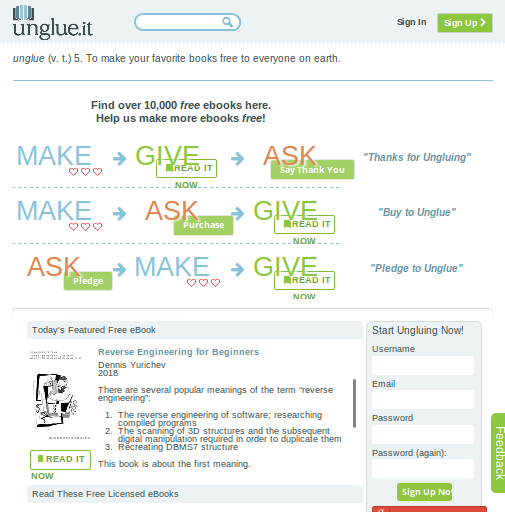 unglue.it
Sign In
Sign Up >
unglue (v. t.) 5. To make your favorite books free to everyone on earth.
Find over 10,000 free ebooks here.
Help us make more ebooks free!
MAKE GIVE ASK "Thanks for Ungluing"
READ IT NOW
Say Thank You
MAKE ASK GIVE "Buy to Unglue"
Purchase
READ IT NOW
ASK MAKE GIVE "Pledge to Unglue"
Pledge
READ IT NOW
Today's Featured Free eBook
Reverse Engineering for Beginners
Dennis Yurichev
2018
There are several popular meanings of the term "reverse
engineering":
1. The reverse engineering of software; researching
compiled programs
2. The scanning of 3D structures and the subsequent
digital manipulation required in order to duplicate them
3. Recreating DBMS7 structure
This book is about the first meaning.
READ IT
NOW
Read These Free Licensed eBooks
Start Ungluing Now!
Username
Email
Password
Password (again):
Sign Up Now
Feedback